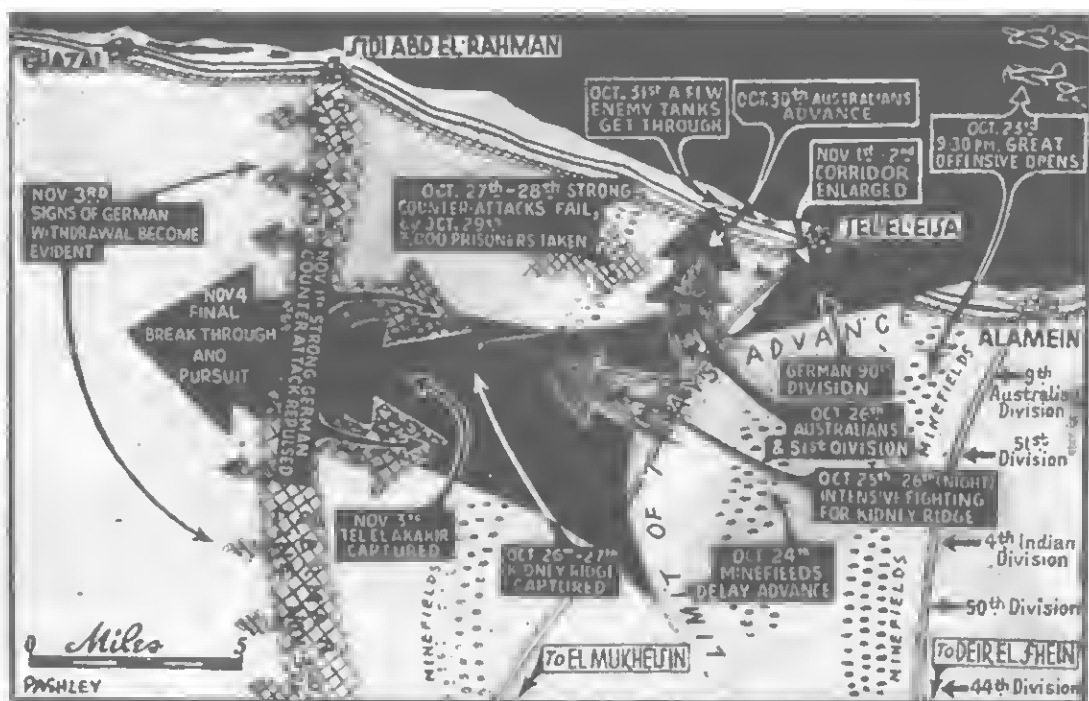 SIDI ABD EL RAHMAN
OCT. 31st A FEW
ENEMY TANKS
GET THROUGH
OCT. 30th AUSTRALIANS
ADVANCE
OCT. 23rd
9.30 PM. GREAT
OFFENSIVE OPENS
NOV 1st - 2nd
CORRIDOR
ENLARGED
TEL EL EISA
NOV 3RD
SIGNS OF GERMAN
WITHDRAWAL BECOME
EVIDENT
OCT. 27th-28th STRONG
COUNTER-ATTACKS FAIL,
BY OCT. 29th
PRISONERS TAKEN
NOV 4
FINAL
BREAK THROUGH
AND
PURSUIT
STRONG GERMAN
COUNTER ATTACK REPULSED
ALAMEIN
9th
Australian
Division
51st
Division
4th Indian
Division
50th Division
44th Division
GERMAN 90th
DIVISION
OCT 26th
AUSTRALIANS
& 51st DIVISION
OCT 25th-26th (NIGHT)
INTENSIVE FIGHTING
FOR KIDNEY RIDGE
NOV 3rd
TEL EL AKAKIR
CAPTURED
OCT 26th-27th
KIDNEY RIDGE
CAPTURED
OCT 24th
MINEFIELDS
DELAY ADVANCE
LIMIT OF ADVANCE
MINEFIELDS
MINEFIELDS
MINEFIELDS
TO EL MUKHEISIN
TO DEIR EL SHEIN
0 Miles 5
PASHLEY